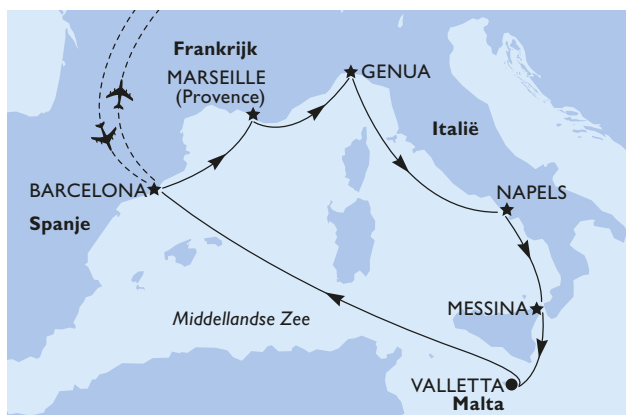 Frankrijk
MARSEILLE
(Provence)
GENUA
Italië
BARCELONA
NAPELS
Spanje
MESSINA
Middellandse Zee
VALLETTA
Malta